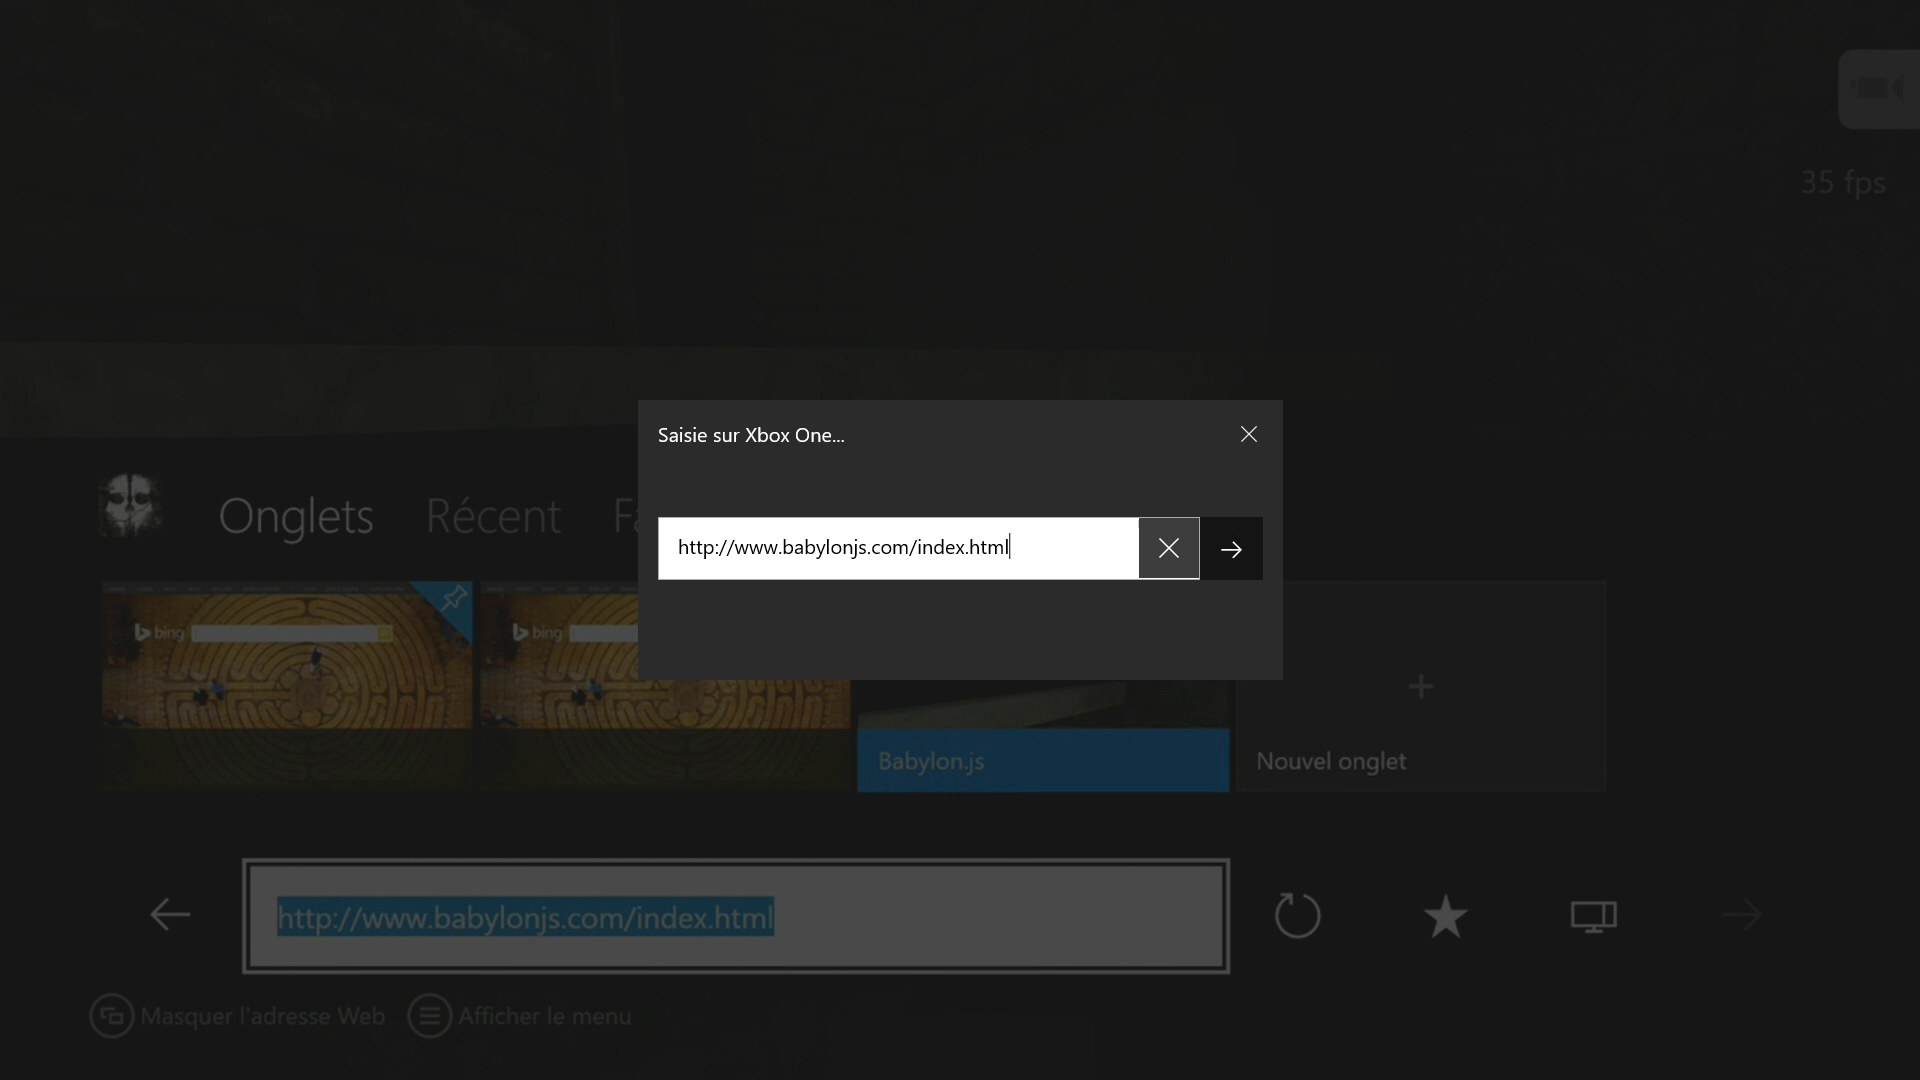 35 fps
Saisie sur Xbox One...
Onglets Récent
http://www.babylonjs.com/index.html
bing bing
Babylon.js Nouvel onglet
http://www.babylonjs.com/index.html
Masquer l'adresse Web Afficher le menu